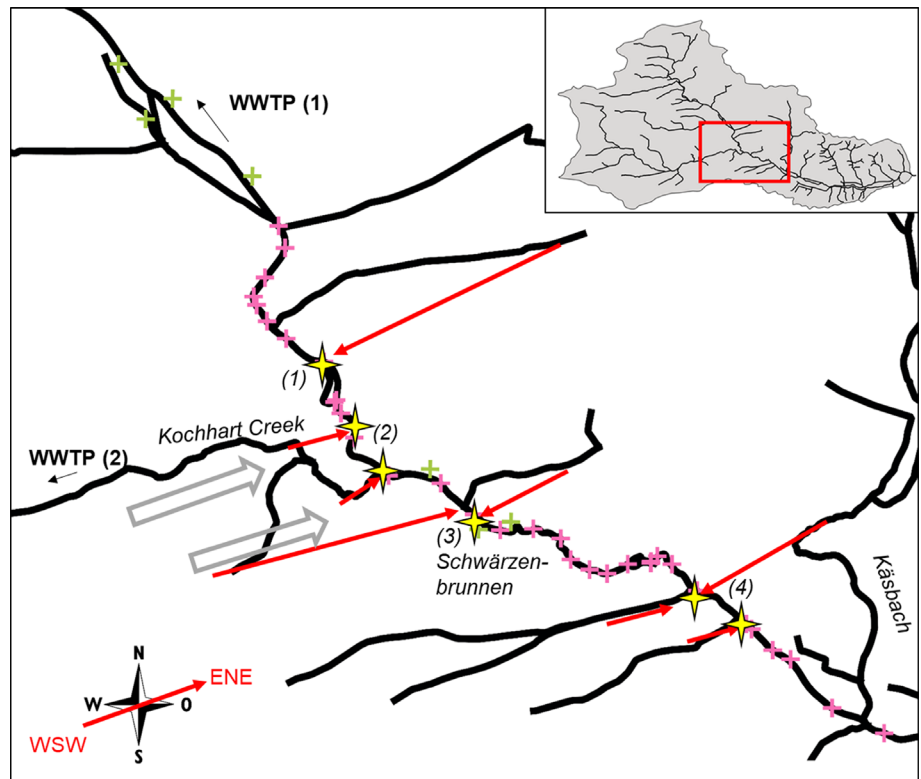 WWTP (1)
(1)
Kochhart Creek
(2)
WWTP (2)
(3)
Schwärzen-
brunnen
(4)
Käsbach
N
W
O
S
ENE
WSW